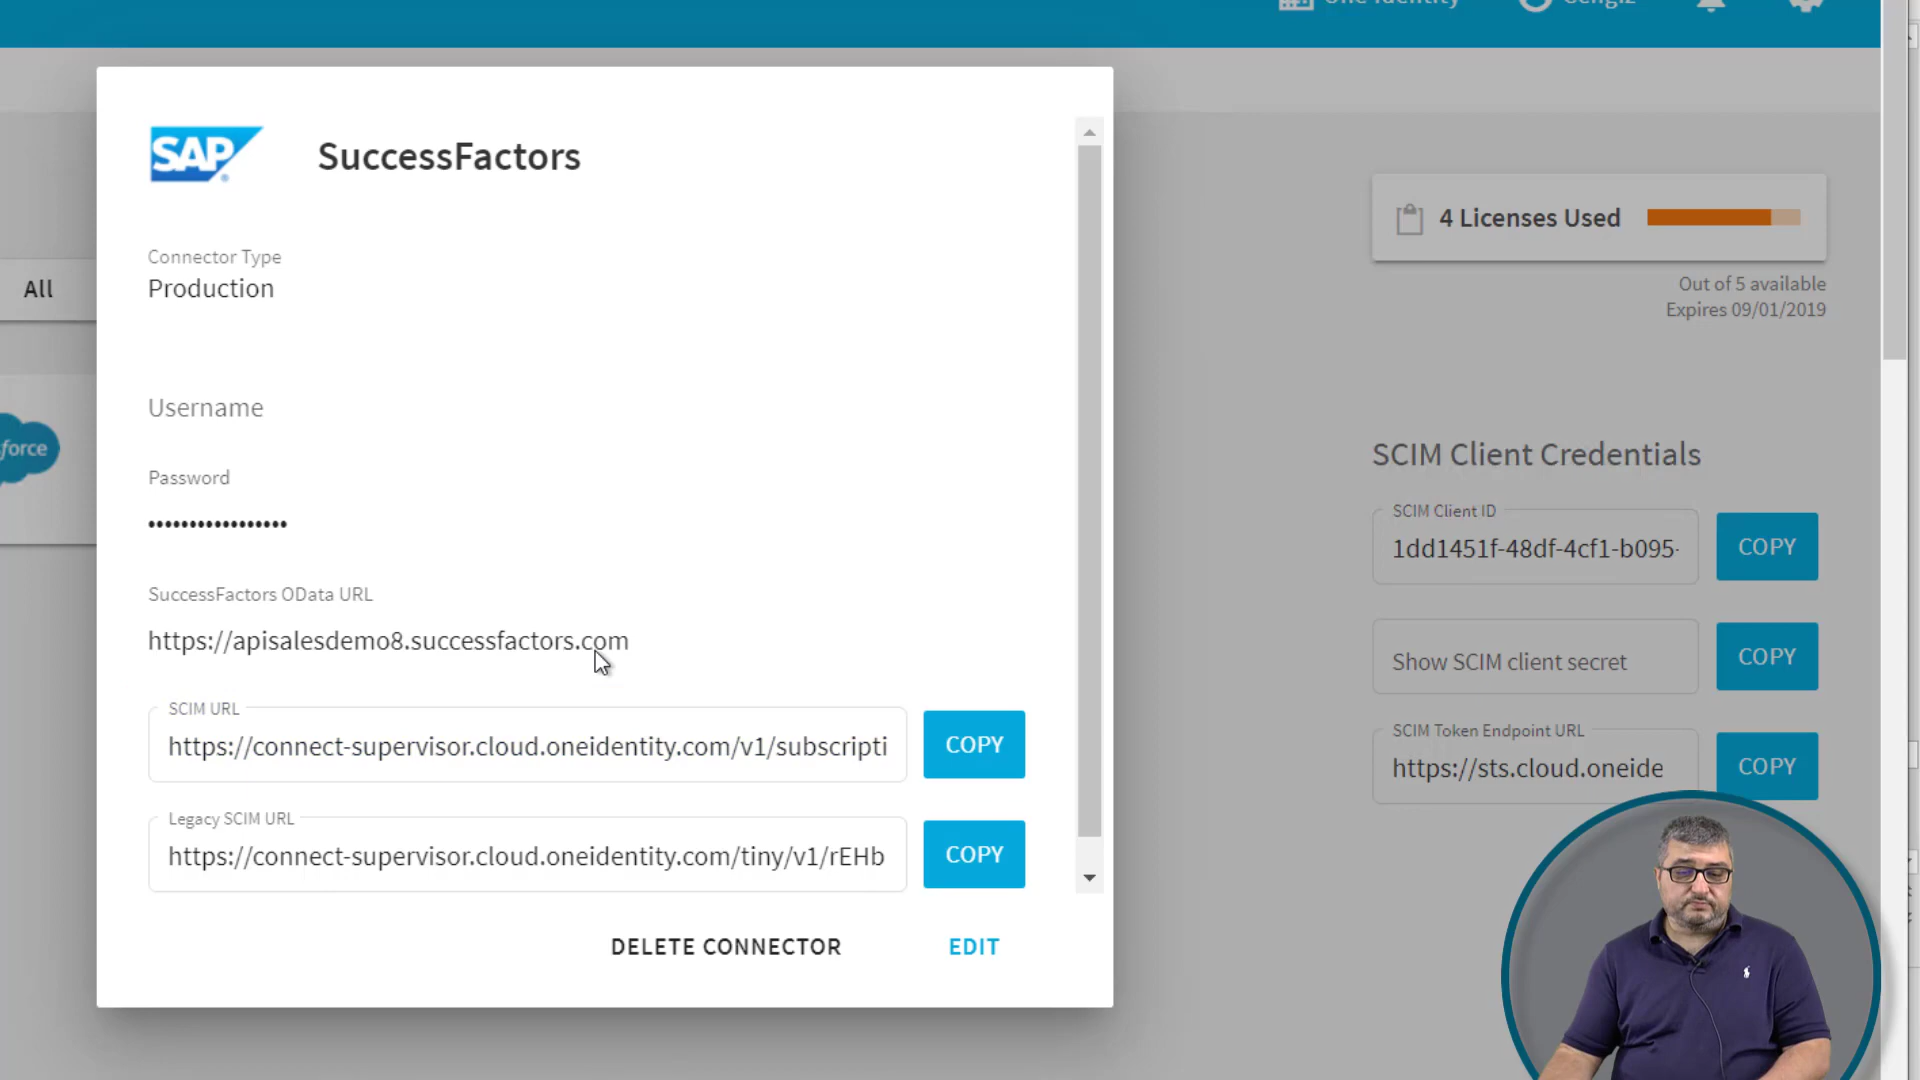 One Identity
Cengiz
SAP
SuccessFactors
Connector Type
Production
Username
Password
SuccessFactors OData URL
https://apisalesdemo8.successfactors.com
SCIM URL
https://connect-supervisor.cloud.oneidentity.com/v1/subscripti
COPY
Legacy SCIM URL
https://connect-supervisor.cloud.oneidentity.com/tiny/v1/rEHb
COPY
DELETE CONNECTOR
EDIT
All
force
4 Licenses Used
Out of 5 available
Expires 09/01/2019
SCIM Client Credentials
SCIM Client ID
1dd1451f-48df-4cf1-b095-
COPY
Show SCIM client secret
COPY
SCIM Token Endpoint URL
https://sts.cloud.oneide
COPY